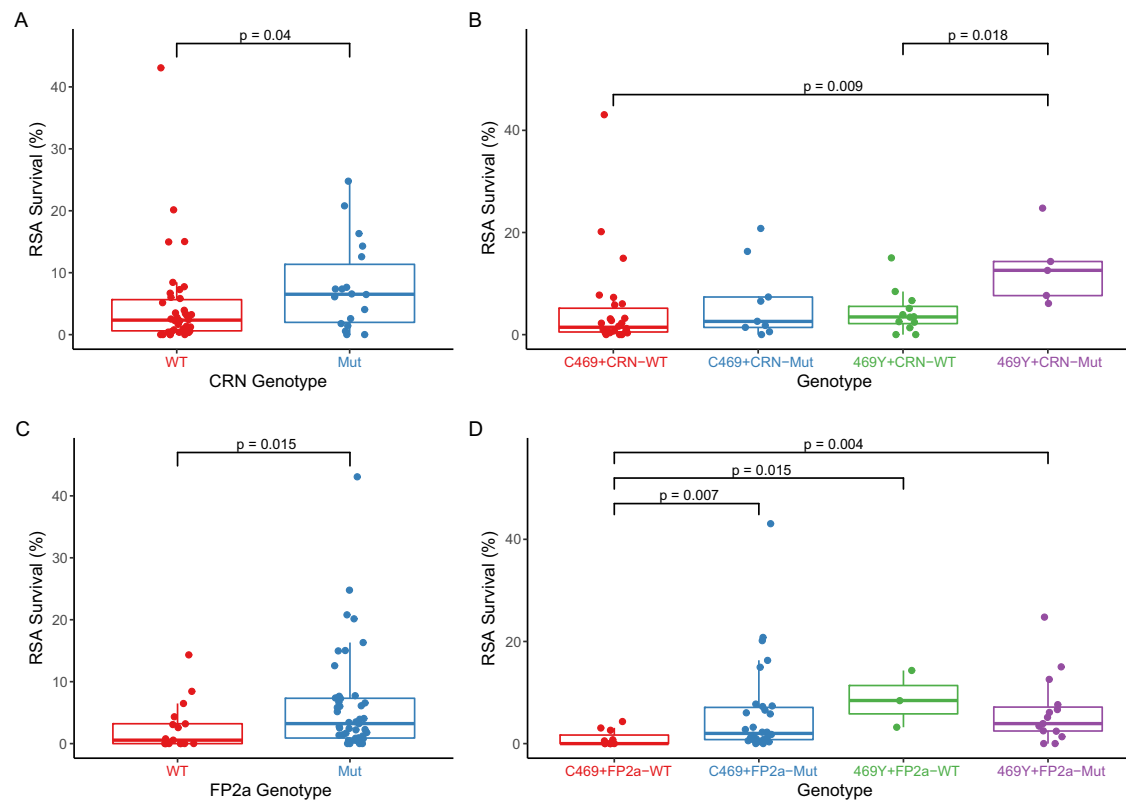 A
p = 0.04
40
30
20
10
0
RSA Survival (%)
WT
Mut
CRN Genotype
B
p = 0.018
p = 0.009
40
20
0
RSA Survival (%)
C469+CRN−WT
C469+CRN−Mut
469Y+CRN−WT
469Y+CRN−Mut
Genotype
C
p = 0.015
40
30
20
10
0
RSA Survival (%)
WT
Mut
FP2a Genotype
D
p = 0.004
p = 0.015
p = 0.007
40
20
0
RSA Survival (%)
C469+FP2a−WT
C469+FP2a−Mut
469Y+FP2a−WT
469Y+FP2a−Mut
Genotype